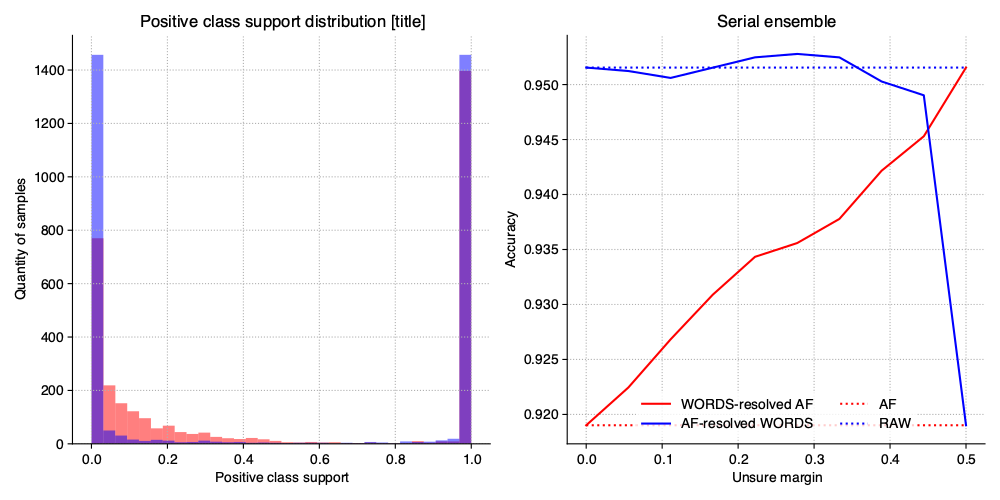 Positive class support distribution [title]
Quantity of samples
1400
1200
1000
800
600
400
200
0
0.0 0.2 0.4 0.6 0.8 1.0
Positive class support
Serial ensemble
Accuracy
0.950
0.945
0.940
0.935
0.930
0.925
0.920
WORDS-resolved AF
AF-resolved WORDS
AF
RAW
0.0 0.1 0.2 0.3 0.4 0.5
Unsure margin